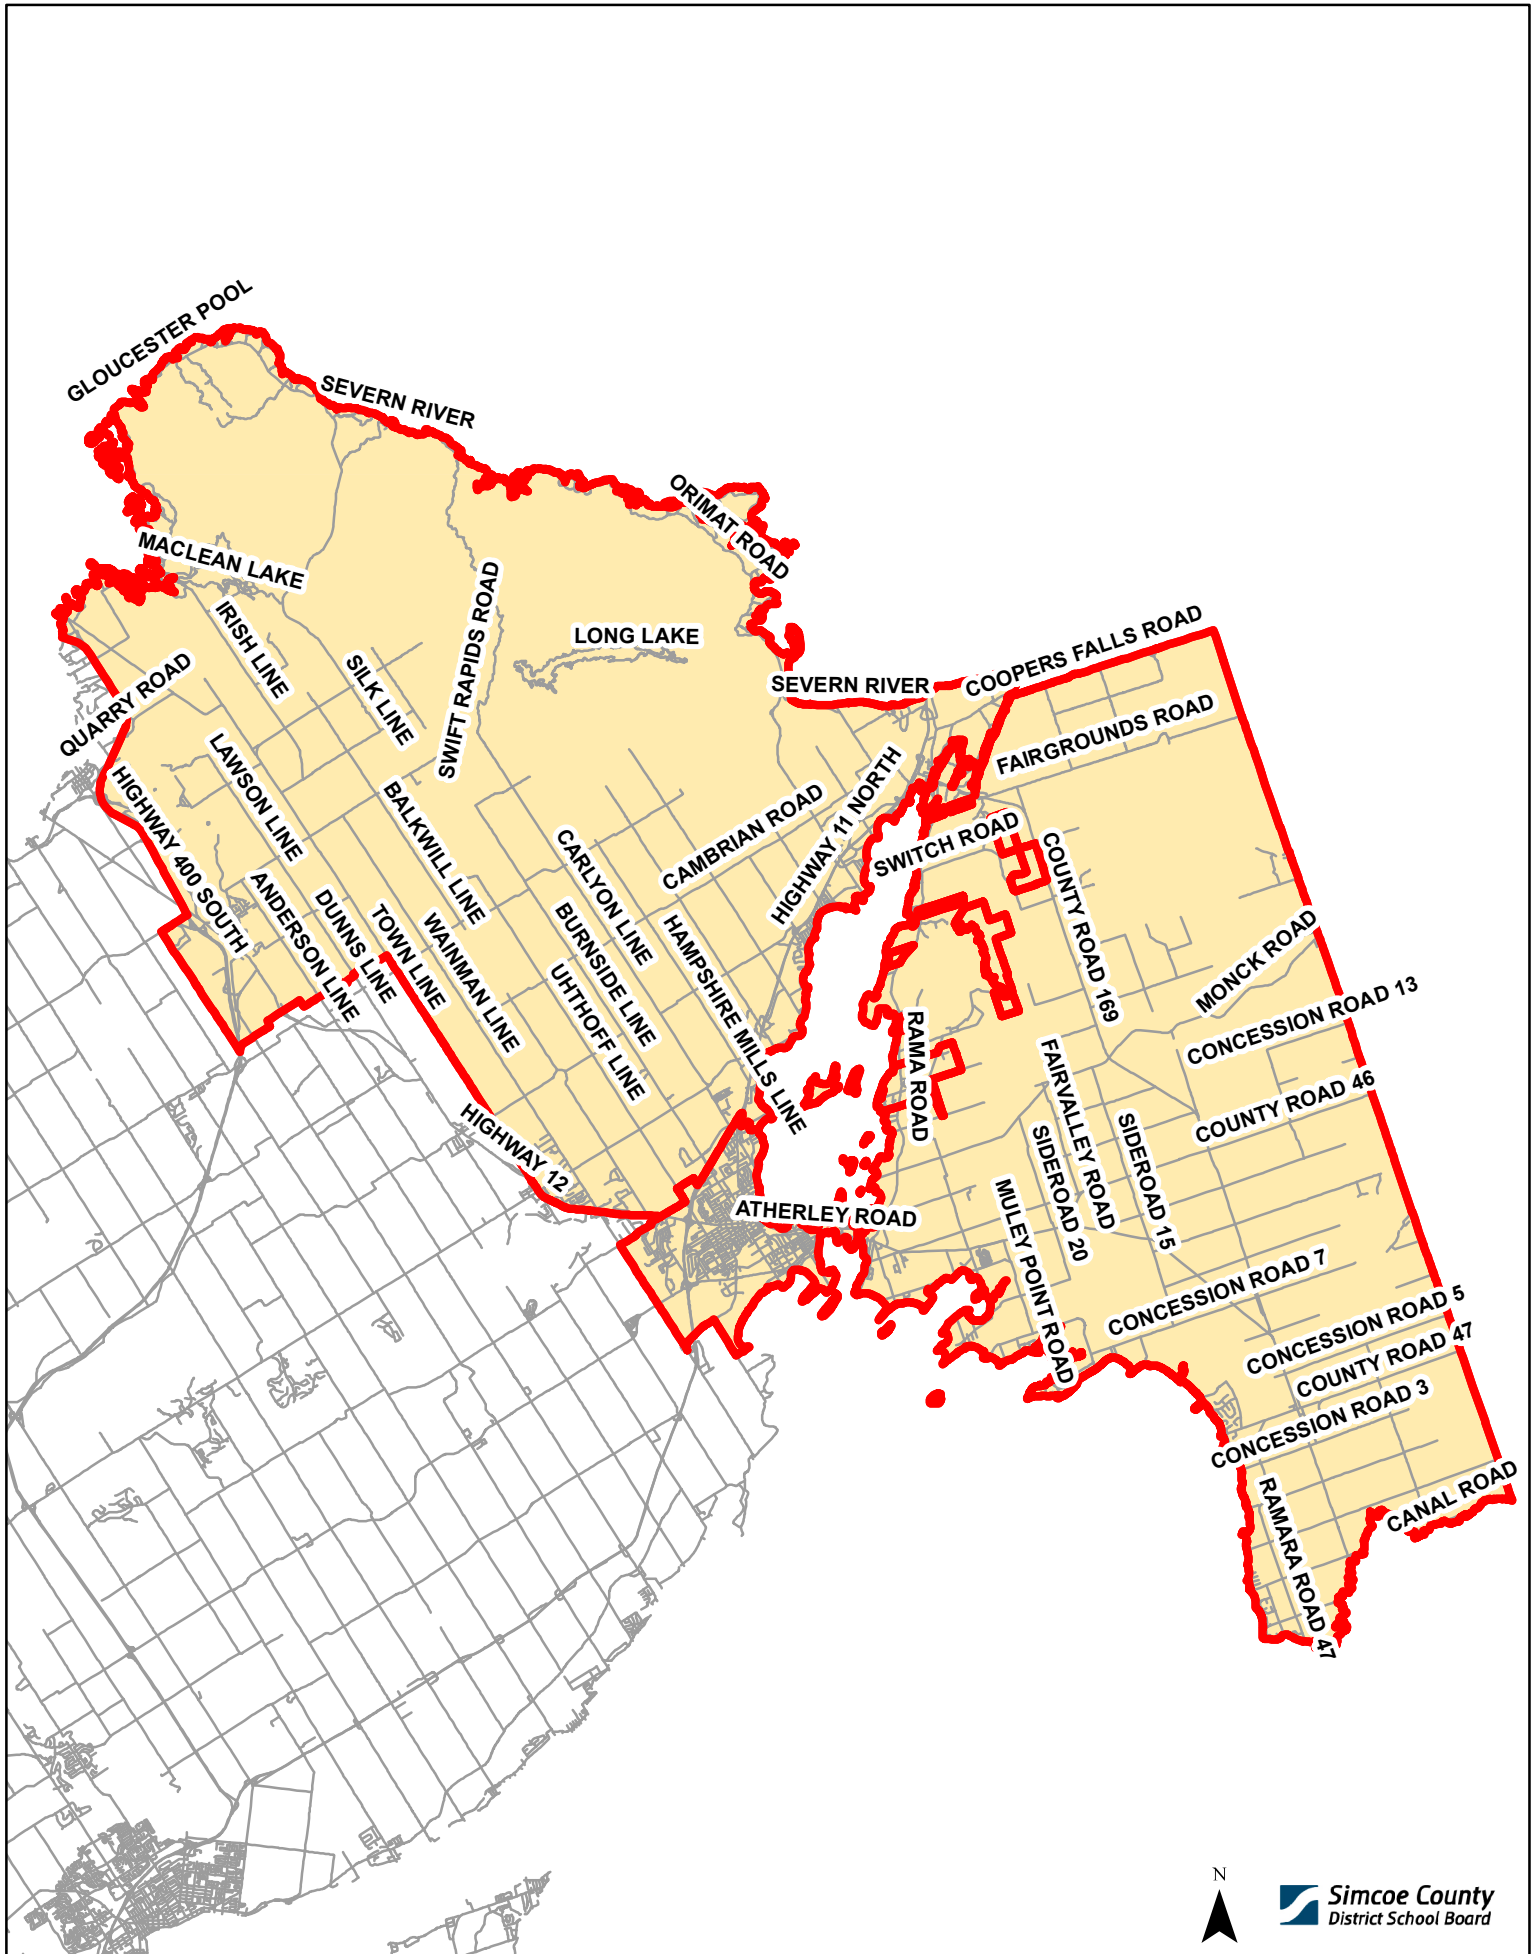 GLOUCESTER POOL
SEVERN RIVER
ORIMAT ROAD
MACLEAN LAKE
IRISH LINE
SILK LINE
SWIFT RAPIDS ROAD
LONG LAKE
SEVERN RIVER
COOPERS FALLS ROAD
QUARRY ROAD
FAIRGROUNDS ROAD
LAWSON LINE
HIGHWAY 400 SOUTH
BALKWILL LINE
CARLYON LINE
CAMBRIAN ROAD
HIGHWAY 11 NORTH
SWITCH ROAD
COUNTY ROAD 169
ANDERSON LINE
DUNNS LINE
TOWN LINE
WAINMAN LINE
BURNSIDE LINE
UHTHOFF LINE
HAMPSHIRE MILLS LINE
MONCK ROAD
CONCESSION ROAD 13
RAMA ROAD
FAIRVALLEY ROAD
COUNTY ROAD 46
SIDEROAD 20
SIDEROAD 15
HIGHWAY 12
ATHERLEY ROAD
MULEY POINT ROAD
CONCESSION ROAD 7
CONCESSION ROAD 5
COUNTY ROAD 47
CONCESSION ROAD 3
CANAL ROAD
RAMARA ROAD 47
N
Simcoe County
District School Board